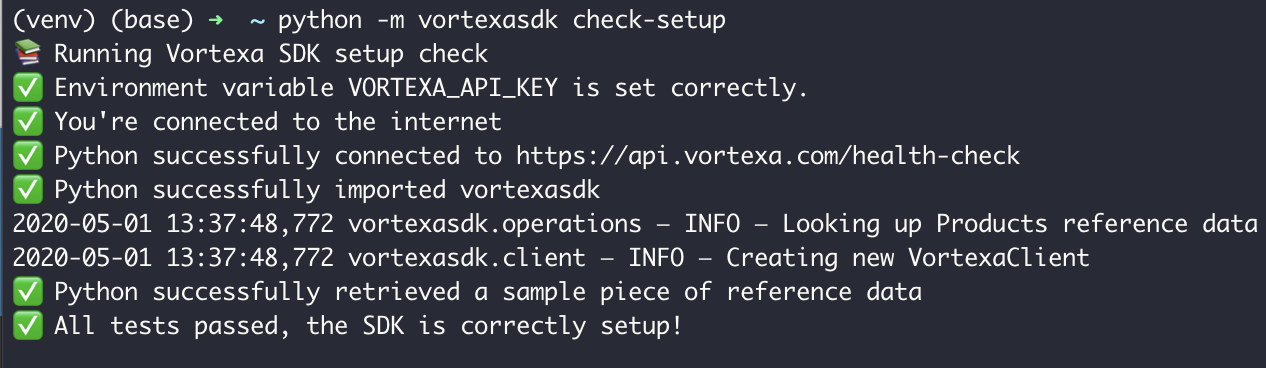 (venv) (base) ➜  ~ python -m vortexasdk check-setup
📚 Running Vortexa SDK setup check
✅ Environment variable VORTEXA_API_KEY is set correctly.
✅ You're connected to the internet
✅ Python successfully connected to https://api.vortexa.com/health-check
✅ Python successfully imported vortexasdk
2020-05-01 13:37:48,772 vortexasdk.operations — INFO — Looking up Products reference data
2020-05-01 13:37:48,772 vortexasdk.client — INFO — Creating new VortexaClient
✅ Python successfully retrieved a sample piece of reference data
✅ All tests passed, the SDK is correctly setup!